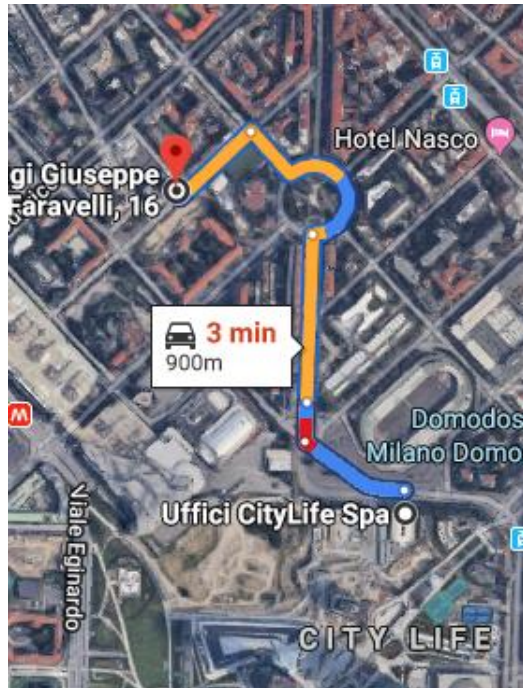 Hotel Nasco
gi Giuseppe
Faravelli, 16
3 min
900m
M
Domodos
Milano Domo
Uffici CityLife Spa
Viale Eginardo
CITY LIFE